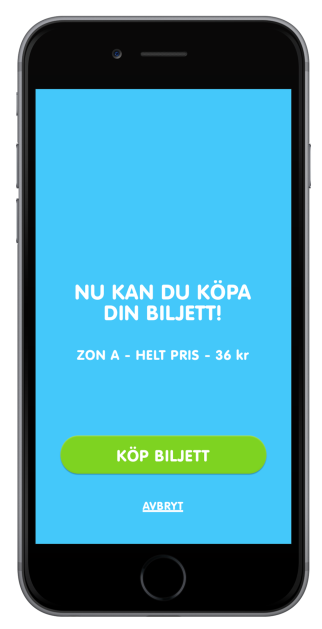 NU KAN DU KÖPA
DIN BILJETT!
ZON A - HELT PRIS - 36 kr
KÖP BILJETT
AVBRYT